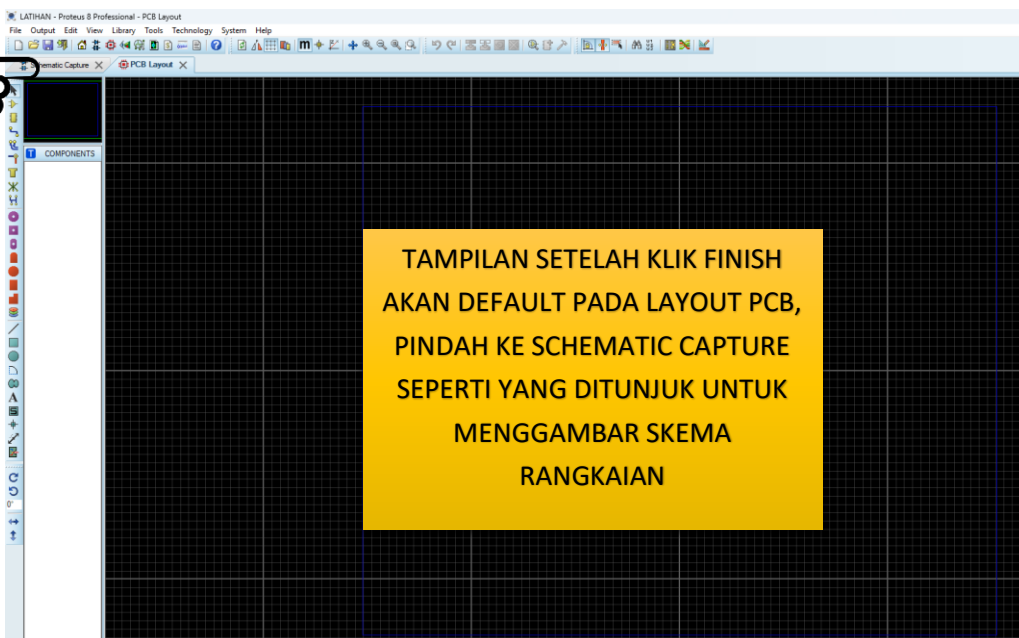 LATIHAN - Proteus 8 Professional - PCB Layout
File Output Edit View Library Tools Technology System Help
Schematic Capture PCB Layout
COMPONENTS
TAMPILAN SETELAH KLIK FINISH
AKAN DEFAULT PADA LAYOUT PCB,
PINDAH KE SCHEMATIC CAPTURE
SEPERTI YANG DITUNJUK UNTUK
MENGGAMBAR SKEMA
RANGKAIAN
0°